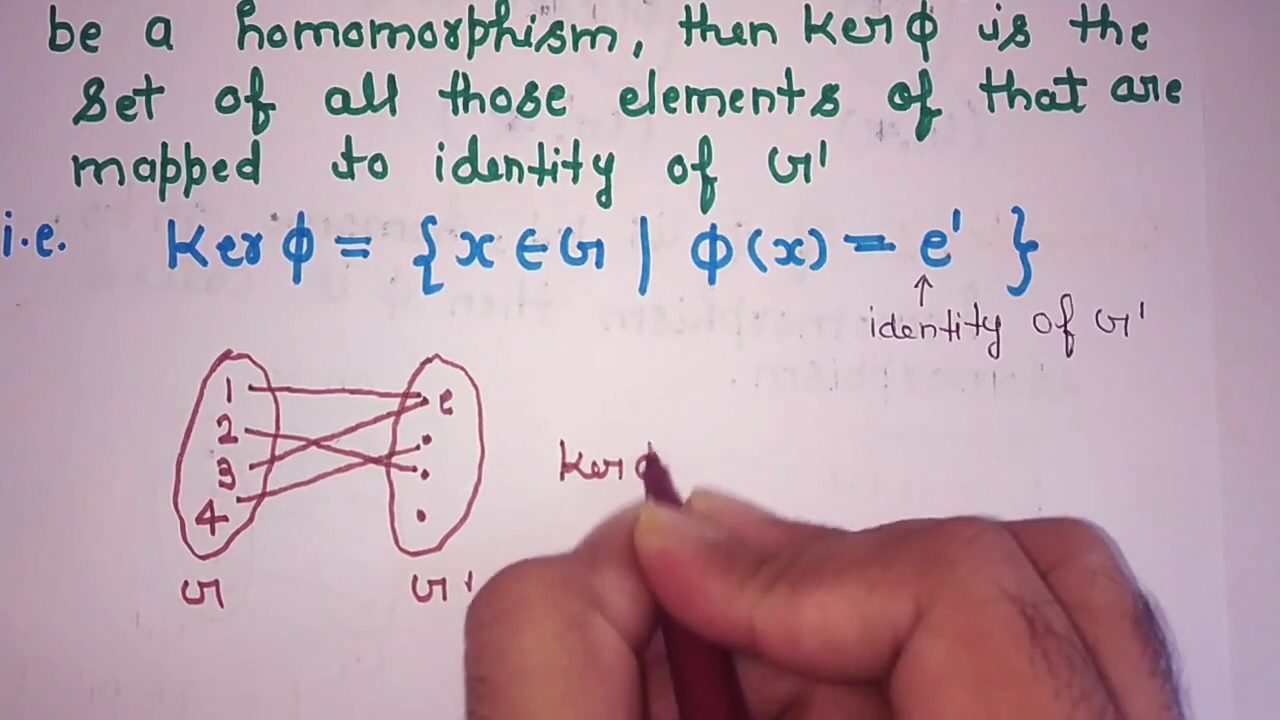 be a homomorphism, then Ker ϕ is the
set of all those elements of that are
mapped to identity of G'
i.e. Ker ϕ = {x ∈ G | ϕ(x) = e' }
↑
identity of G'
1
2
3
4
e
G
G'
Ker ϕ